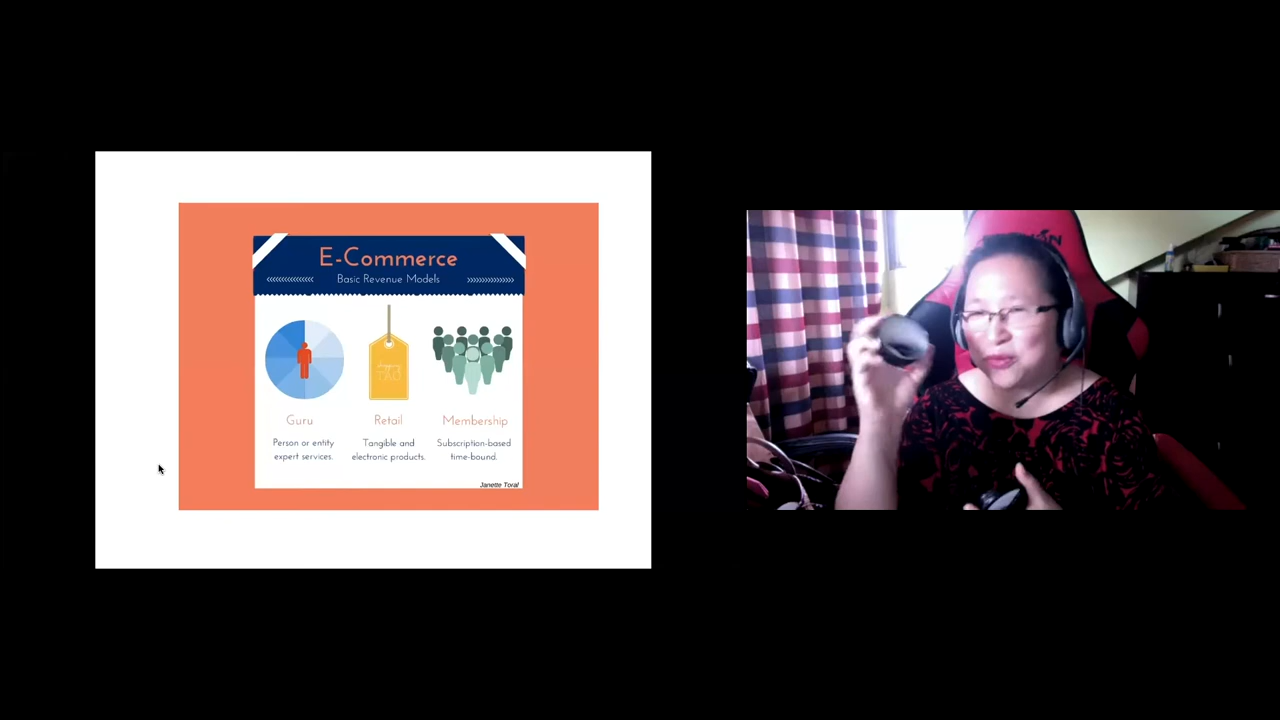 E-Commerce
Basic Revenue Models
Guru
Retail
Membership
Person or entity
expert services.
Tangible and
electronic products.
Subscription-based
time-bound.
Janette Toral